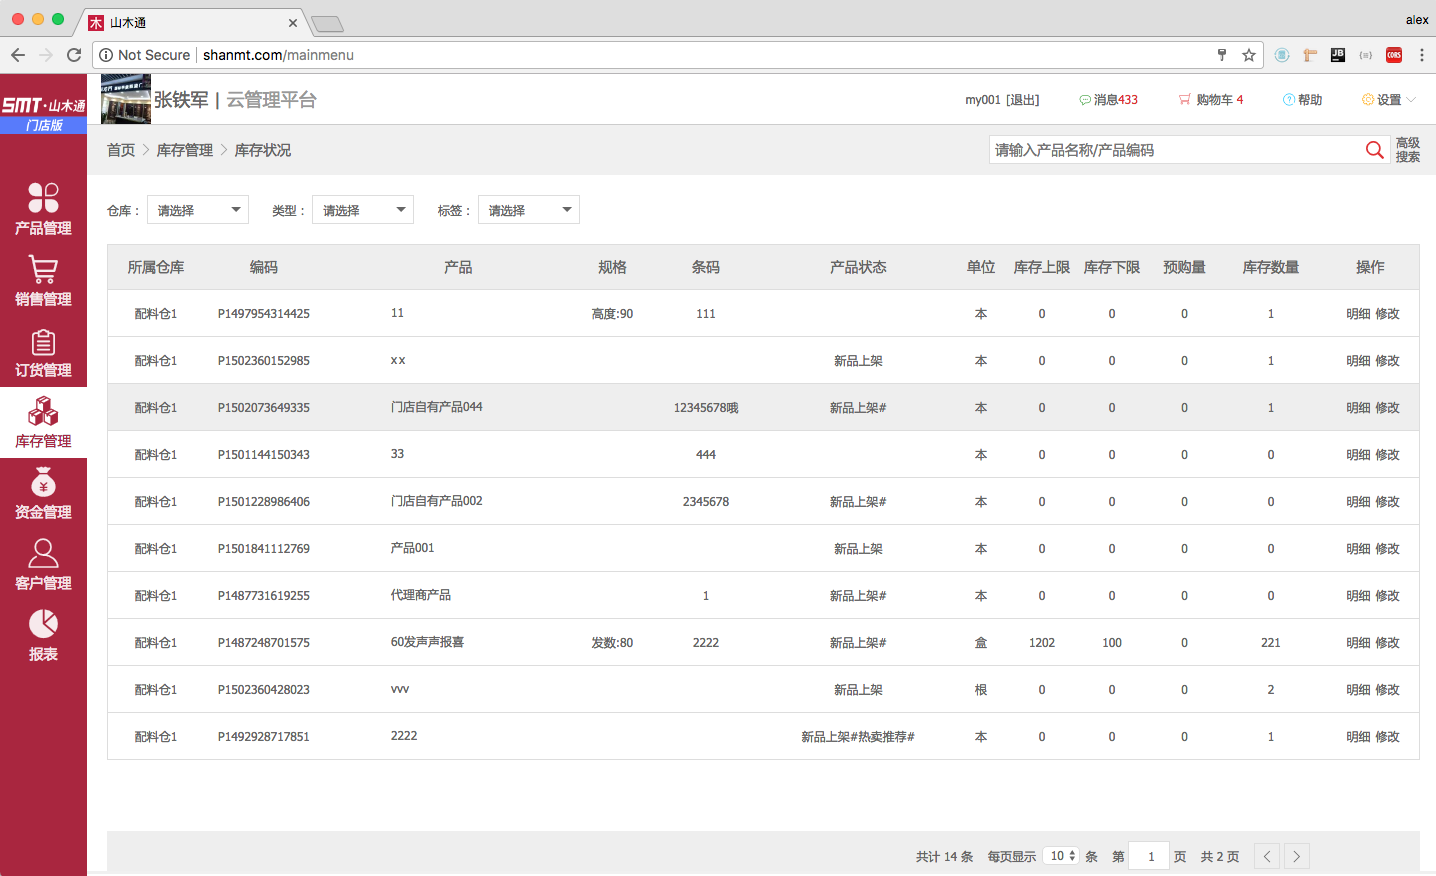 山木通
alex
Not Secure shanmt.com/mainmenu
SMT·山木通
门店版
张铁军 | 云管理平台
my001 [退出] 消息433 购物车 4 帮助 设置
首页 > 库存管理 > 库存状况
请输入产品名称/产品编码
高级搜索
产品管理
销售管理
订货管理
库存管理
资金管理
客户管理
报表
仓库： 请选择 类型： 请选择 标签： 请选择
所属仓库 编码 产品 规格 条码 产品状态 单位 库存上限 库存下限 预购量 库存数量 操作
配料仓1 P1497954314425 11 高度:90 111 本 0 0 0 1 明细 修改
配料仓1 P1502360152985 x x 新品上架 本 0 0 0 1 明细 修改
配料仓1 P1502073649335 门店自有产品044 12345678哦 新品上架# 本 0 0 0 1 明细 修改
配料仓1 P1501144150343 33 444 本 0 0 0 0 明细 修改
配料仓1 P1501228986406 门店自有产品002 2345678 新品上架# 本 0 0 0 0 明细 修改
配料仓1 P1501841112769 产品001 新品上架 本 0 0 0 0 明细 修改
配料仓1 P1487731619255 代理商产品 1 新品上架# 本 0 0 0 0 明细 修改
配料仓1 P1487248701575 60发声声报喜 发数:80 2222 新品上架# 盒 1202 100 0 221 明细 修改
配料仓1 P1502360428023 vvv 新品上架 根 0 0 0 2 明细 修改
配料仓1 P1492928717851 2222 新品上架#热卖推荐# 本 0 0 0 1 明细 修改
共计 14 条 每页显示 10 条 第 1 页 共 2 页